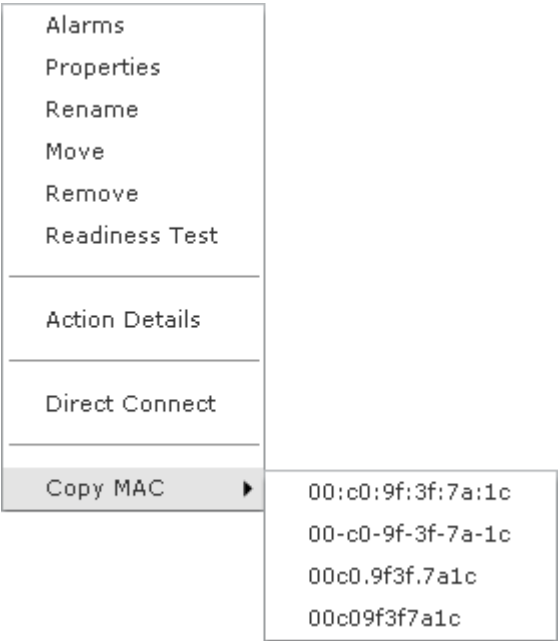 Alarms
Properties
Rename
Move
Remove
Readiness Test
Action Details
Direct Connect
Copy MAC
00:c0:9f:3f:7a:1c
00-c0-9f-3f-7a-1c
00c0.9f3f.7a1c
00c09f3f7a1c